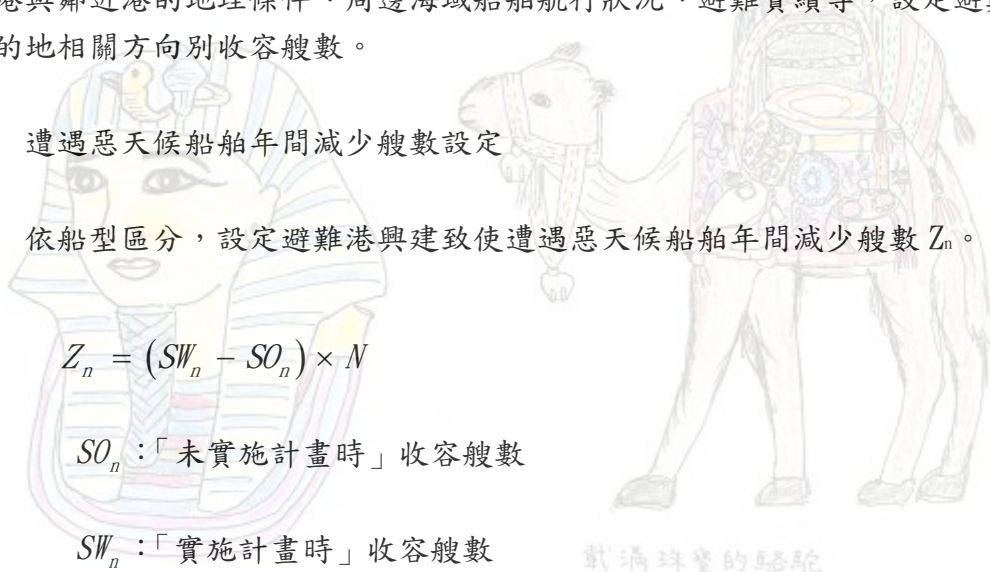 港與鄰近港的地理條件、周邊海域船舶航行狀況、避難實績等，設定避
的地相關方向別收容艘數。
遭遇惡天候船舶年間減少艘數設定
依船型區分，設定避難港興建致使遭遇惡天候船舶年間減少艘數 Zn。
Zn = (SWn − SOn) × N
SOn：「未實施計畫時」收容艘數
SWn：「實施計畫時」收容艘數
戴滿珠寶的駱駝